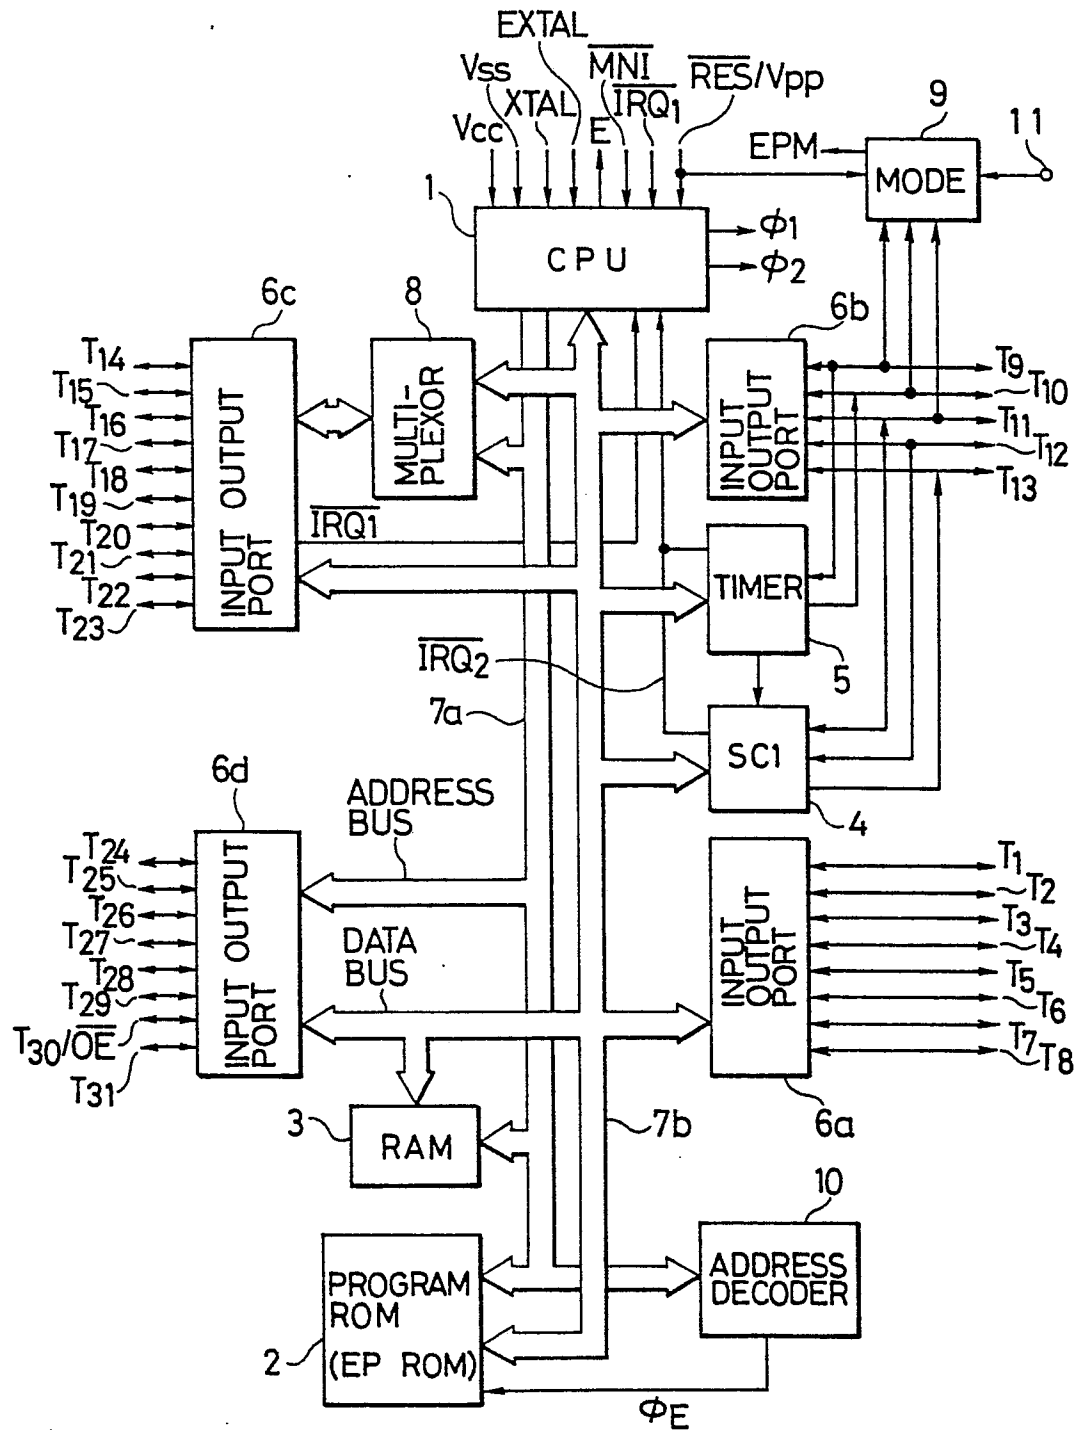 EXTAL
Vss
MNI
RES/Vpp
XTAL
IRQ1
Vcc
E
EPM
9
11
MODE
1
CPU
φ1
φ2
6c
8
6b
T14
T15
T16
T17
T18
T19
T20
T21
T22
T23
INPUT OUTPUT
PORT
MULTI-
PLEXOR
INPUT
OUTPUT
PORT
T9
T10
T11
T12
T13
IRQ1
TIMER
5
IRQ2
7a
SC1
4
6d
ADDRESS
BUS
T24
T25
T26
T27
T28
T29
T30/OE
T31
INPUT OUTPUT
PORT
DATA
BUS
INPUT
OUTPUT
PORT
T1
T2
T3
T4
T5
T6
T7
T8
6a
3
RAM
7b
10
ADDRESS
DECODER
PROGRAM
ROM
(EP ROM)
2
φE